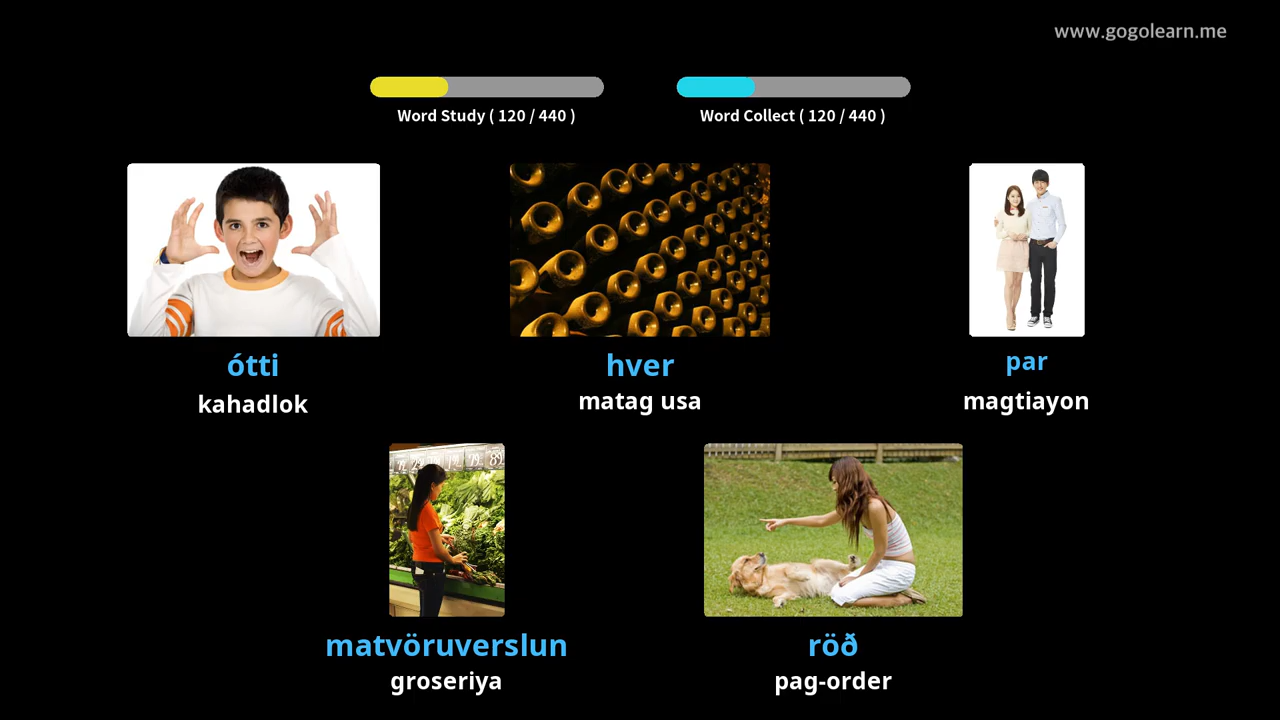 www.gogolearn.me
Word Study ( 120 / 440 )
Word Collect ( 120 / 440 )
ótti
kahadlok
hver
matag usa
par
magtiayon
matvöruverslun
groseriya
röð
pag-order